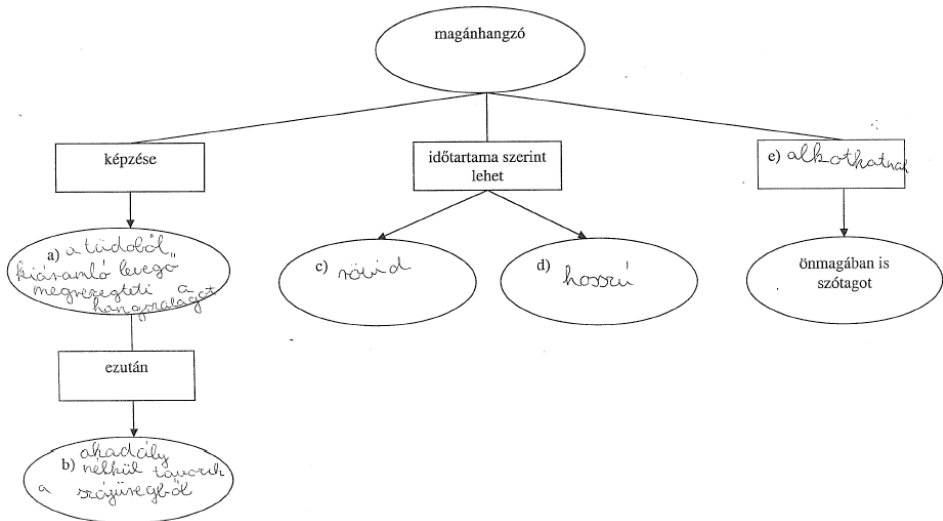 magánhangzó
képzése
időtartama szerint
lehet
e) alkothatnak
a) a tüdőből
kiáramló levegő
megrezegteti a
hangszalagot
c) rövid
d) hosszú
önmagában is
szótagot
ezután
akadály
b) nélkül távozik
a szájüregből